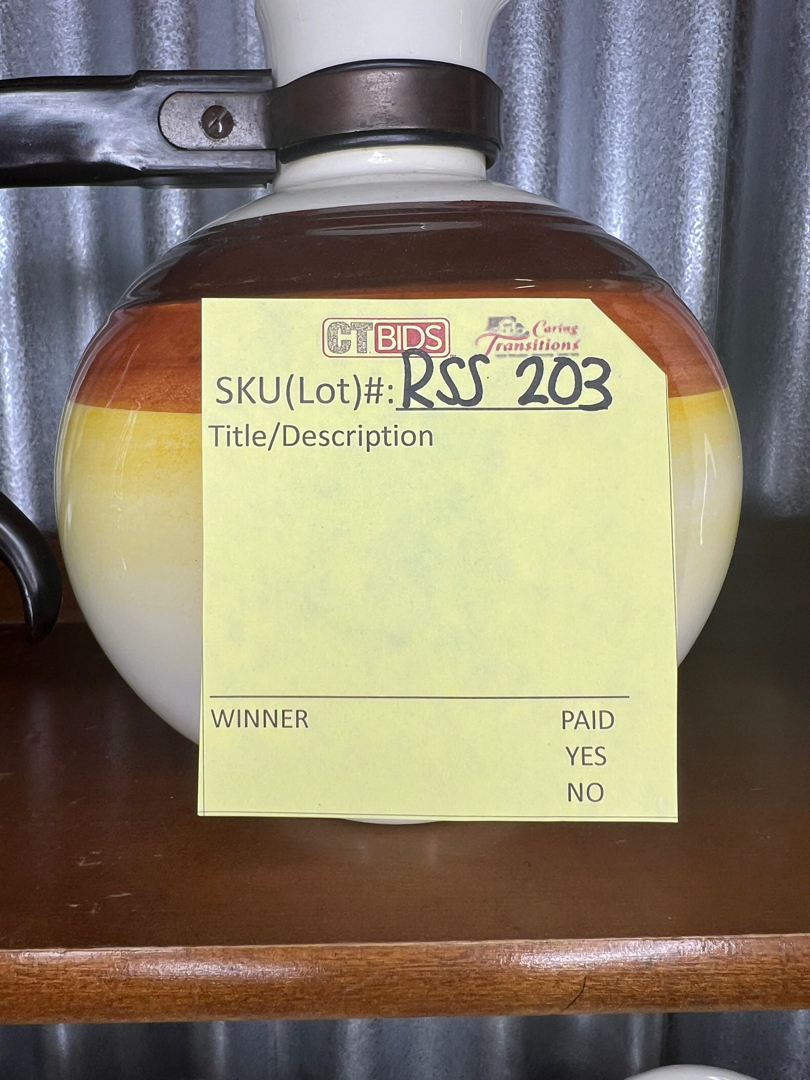 CTBIDS
Caring
Transitions
SKU(Lot)#: RSS 203
Title/Description
WINNER PAID
YES
NO